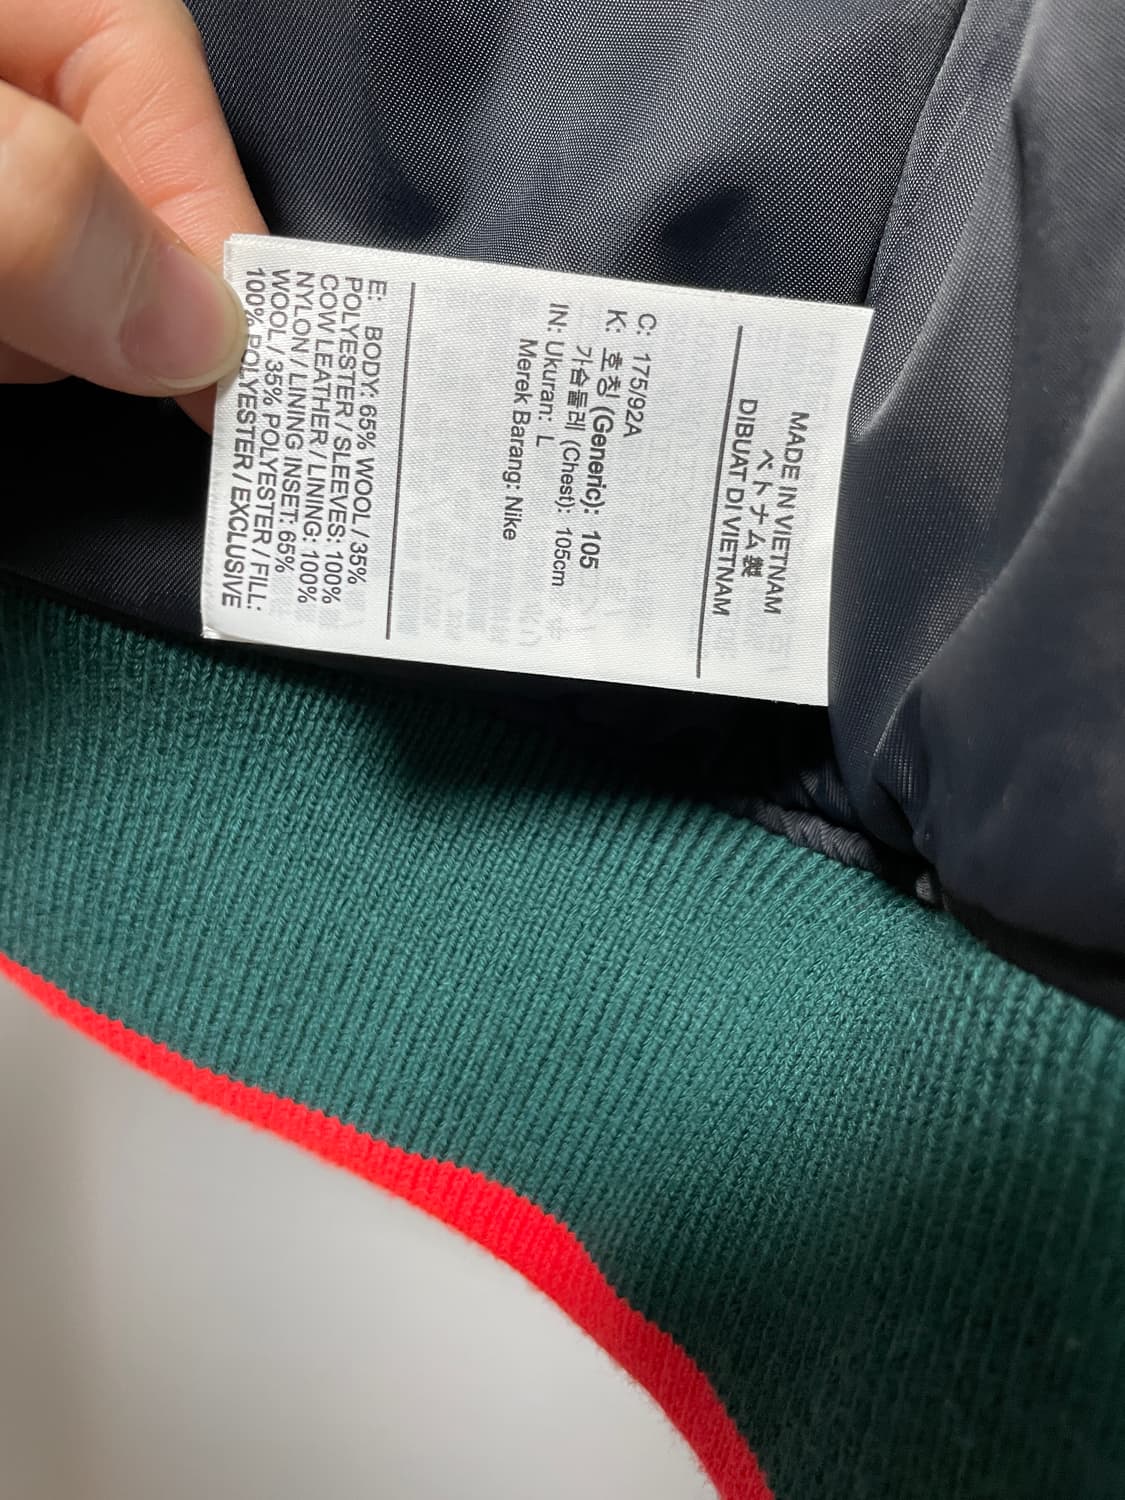 MADE IN VIETNAM
ベトナム製
DIBUAT DI VIETNAM
C: 175/92A
K: 호칭 (Generic): 105
가슴둘레 (Chest): 105cm
IN: Ukuran: L
Merek Barang: Nike
E: BODY: 65% WOOL / 35%
POLYESTER / SLEEVES: 100%
COW LEATHER / LINING: 100%
NYLON / LINING INSET: 65%
WOOL / 35% POLYESTER / FILL:
100% POLYESTER / EXCLUSIVE